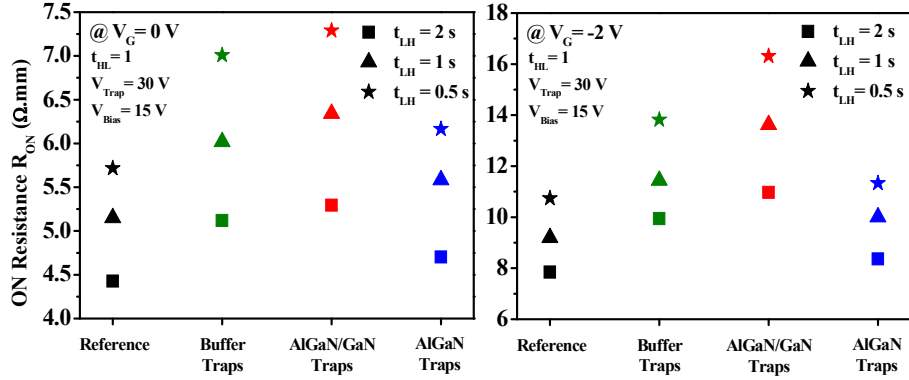 ON Resistance R_ON (Ω.mm)
7.5
7.0
6.5
6.0
5.5
5.0
4.5
4.0
@ V_G= 0 V
t_HL= 1
V_Trap= 30 V
V_Bias= 15 V
t_LH= 2 s
t_LH= 1 s
t_LH= 0.5 s
Reference
Buffer
Traps
AlGaN/GaN
Traps
AlGaN
Traps
18
16
14
12
10
8
6
@ V_G= -2 V
t_HL= 1
V_Trap= 30 V
V_Bias= 15 V
t_LH= 2 s
t_LH= 1 s
t_LH= 0.5 s
Reference
Buffer
Traps
AlGaN/GaN
Traps
AlGaN
Traps